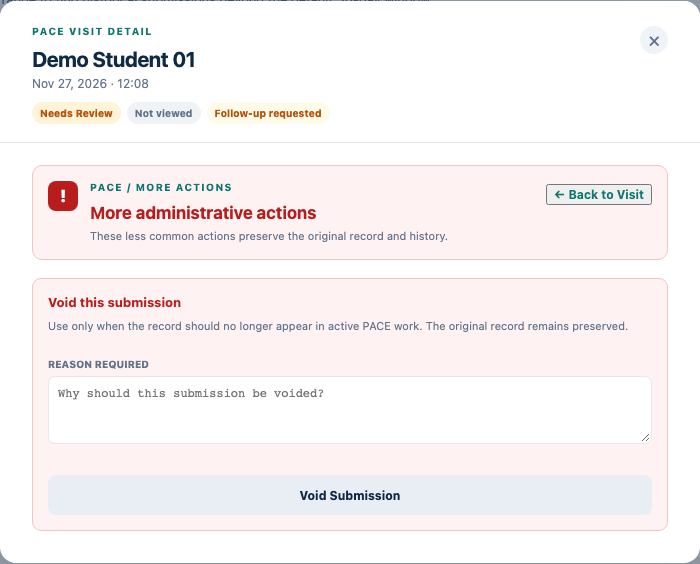 PACE VISIT DETAIL
Demo Student 01
Nov 27, 2026 · 12:08
Needs Review
Not viewed
Follow-up requested
!
PACE / MORE ACTIONS
← Back to Visit
More administrative actions
These less common actions preserve the original record and history.
Void this submission
Use only when the record should no longer appear in active PACE work. The original record remains preserved.
REASON REQUIRED
Why should this submission be voided?
Void Submission